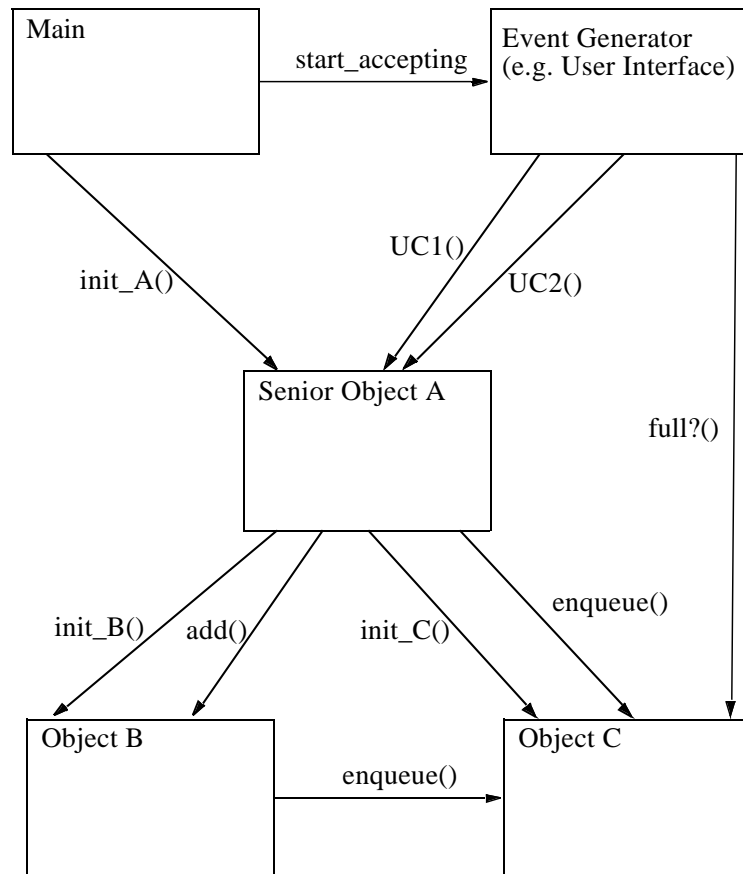 Main
Event Generator
(e.g. User Interface)
start_accepting
UC1()
init_A()
UC2()
Senior Object A
full?()
enqueue()
init_B()
add()
init_C()
Object B
Object C
enqueue()